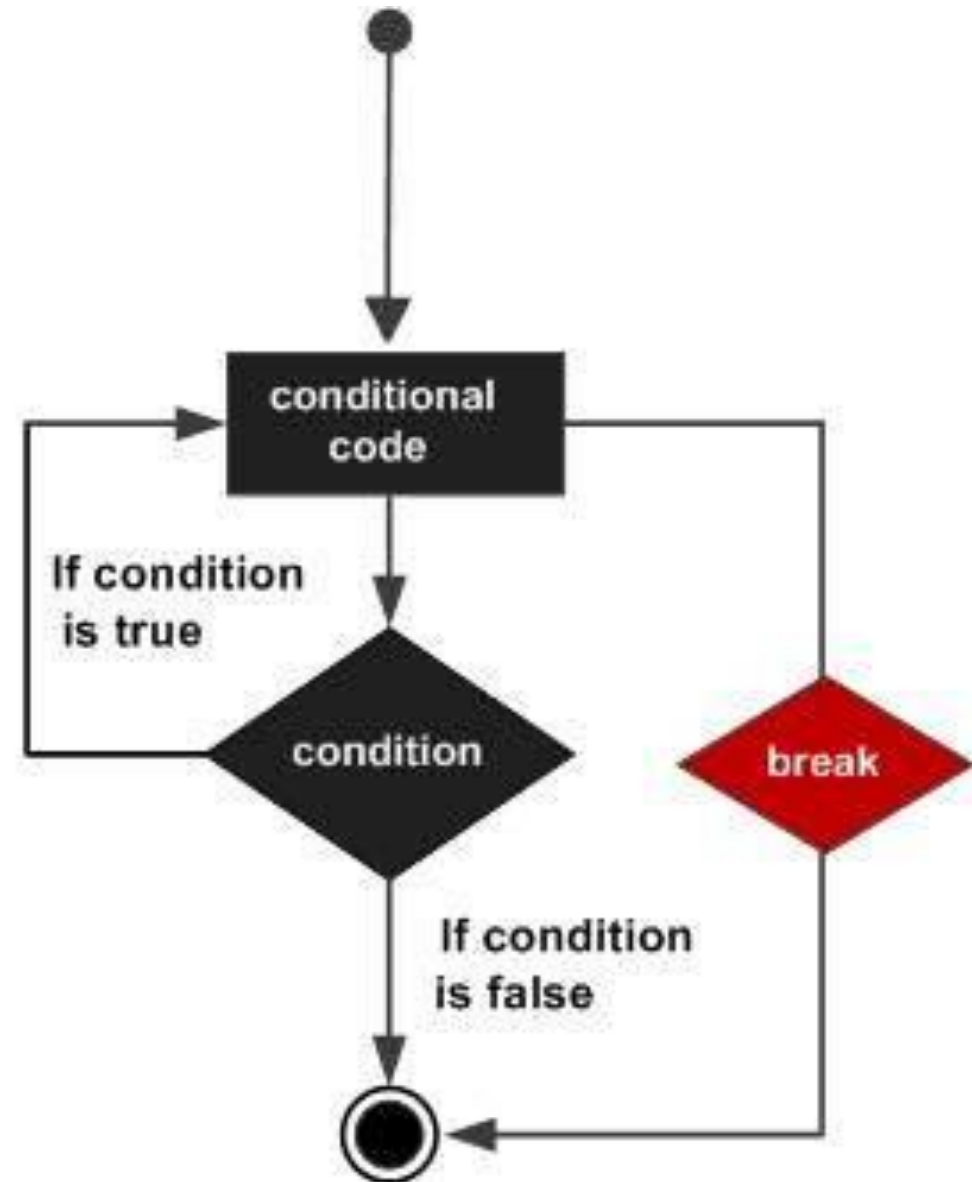 conditional
code
If condition
is true
condition
break
If condition
is false